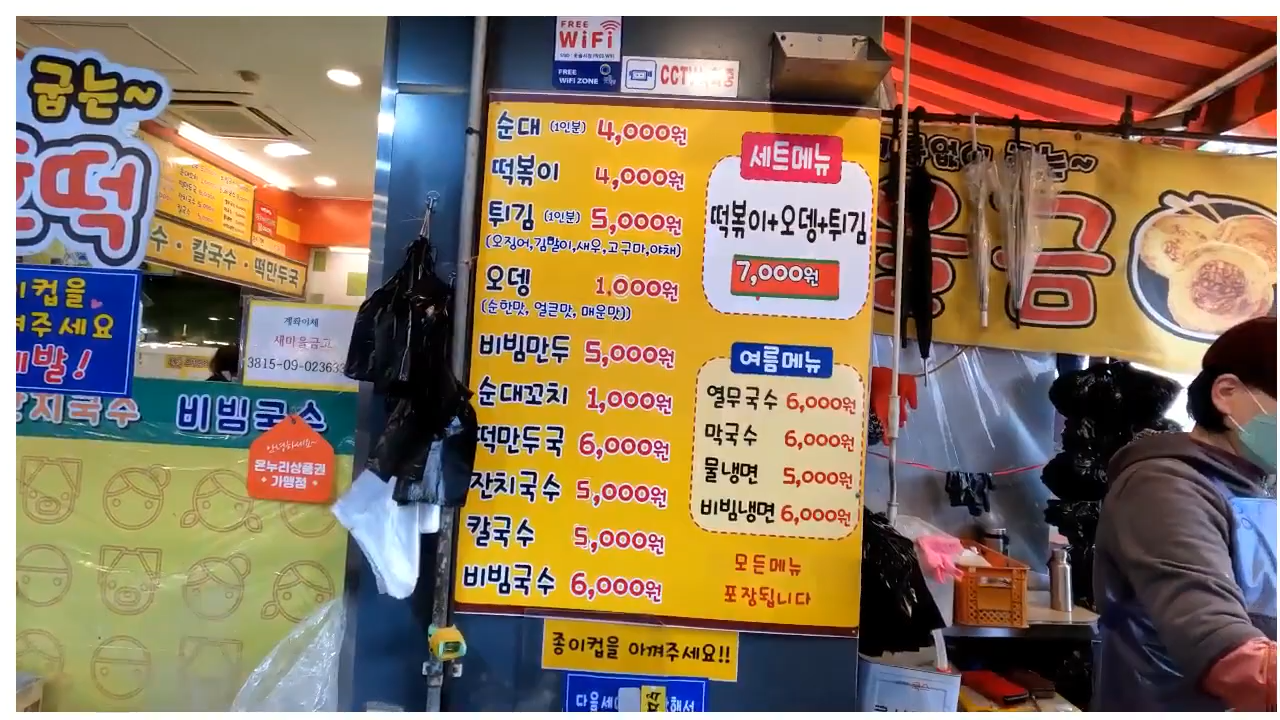 FREE
WiFi
FREE
WiFi ZONE
CCTV
굽는~
떡
칼국수 · 떡만두국
계좌이체
새마을금고
비빔국수
안녕하세요~
온누리상품권
가맹점
순대 (1인분) 4,000원
떡볶이 4,000원
튀김 (1인분) 5,000원
(오징어,김말이,새우,고구마,야채)
오뎅 1,000원
(순한맛, 얼큰맛, 매운맛))
비빔만두 5,000원
순대꼬치 1,000원
떡만두국 6,000원
잔치국수 5,000원
칼국수 5,000원
비빔국수 6,000원
세트메뉴
떡볶이+오뎅+튀김
7,000원
여름메뉴
열무국수 6,000원
막국수 6,000원
물냉면 5,000원
비빔냉면 6,000원
모든메뉴
포장됩니다
종이컵을 아껴주세요!!